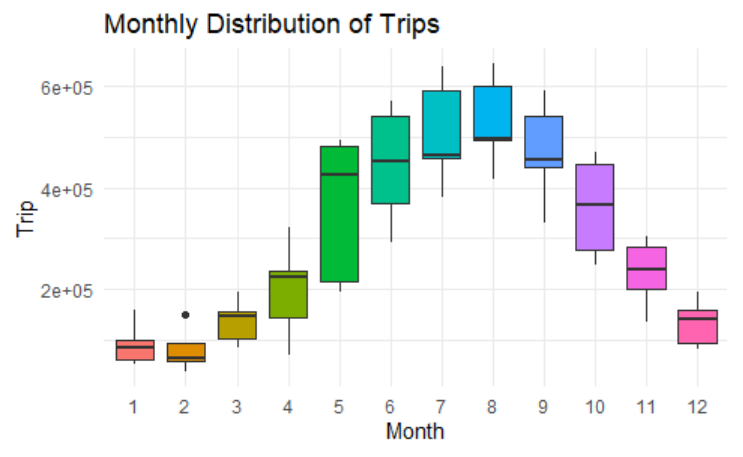 Monthly Distribution of Trips
6e+05
4e+05
2e+05
Trip
1 2 3 4 5 6 7 8 9 10 11 12
Month